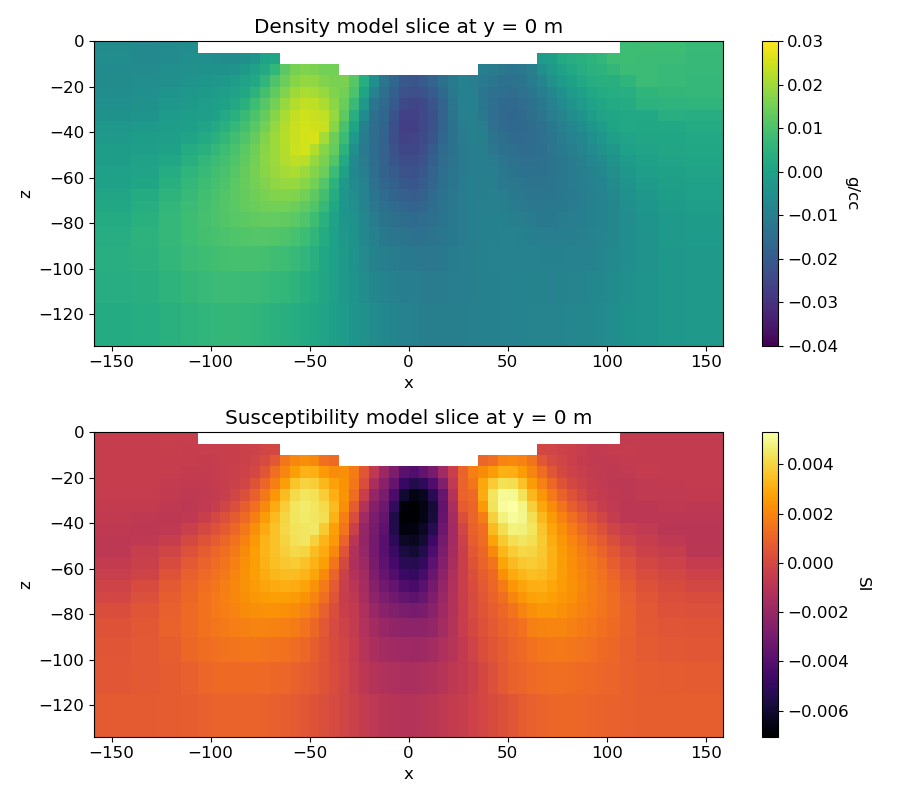 Density model slice at y = 0 m
0
−20
−40
−60
−80
−100
−120
z
−150 −100 −50 0 50 100 150
x
0.03
0.02
0.01
0.00
−0.01
−0.02
−0.03
−0.04
g/cc
Susceptibility model slice at y = 0 m
0
−20
−40
−60
−80
−100
−120
z
−150 −100 −50 0 50 100 150
x
0.004
0.002
0.000
−0.002
−0.004
−0.006
SI